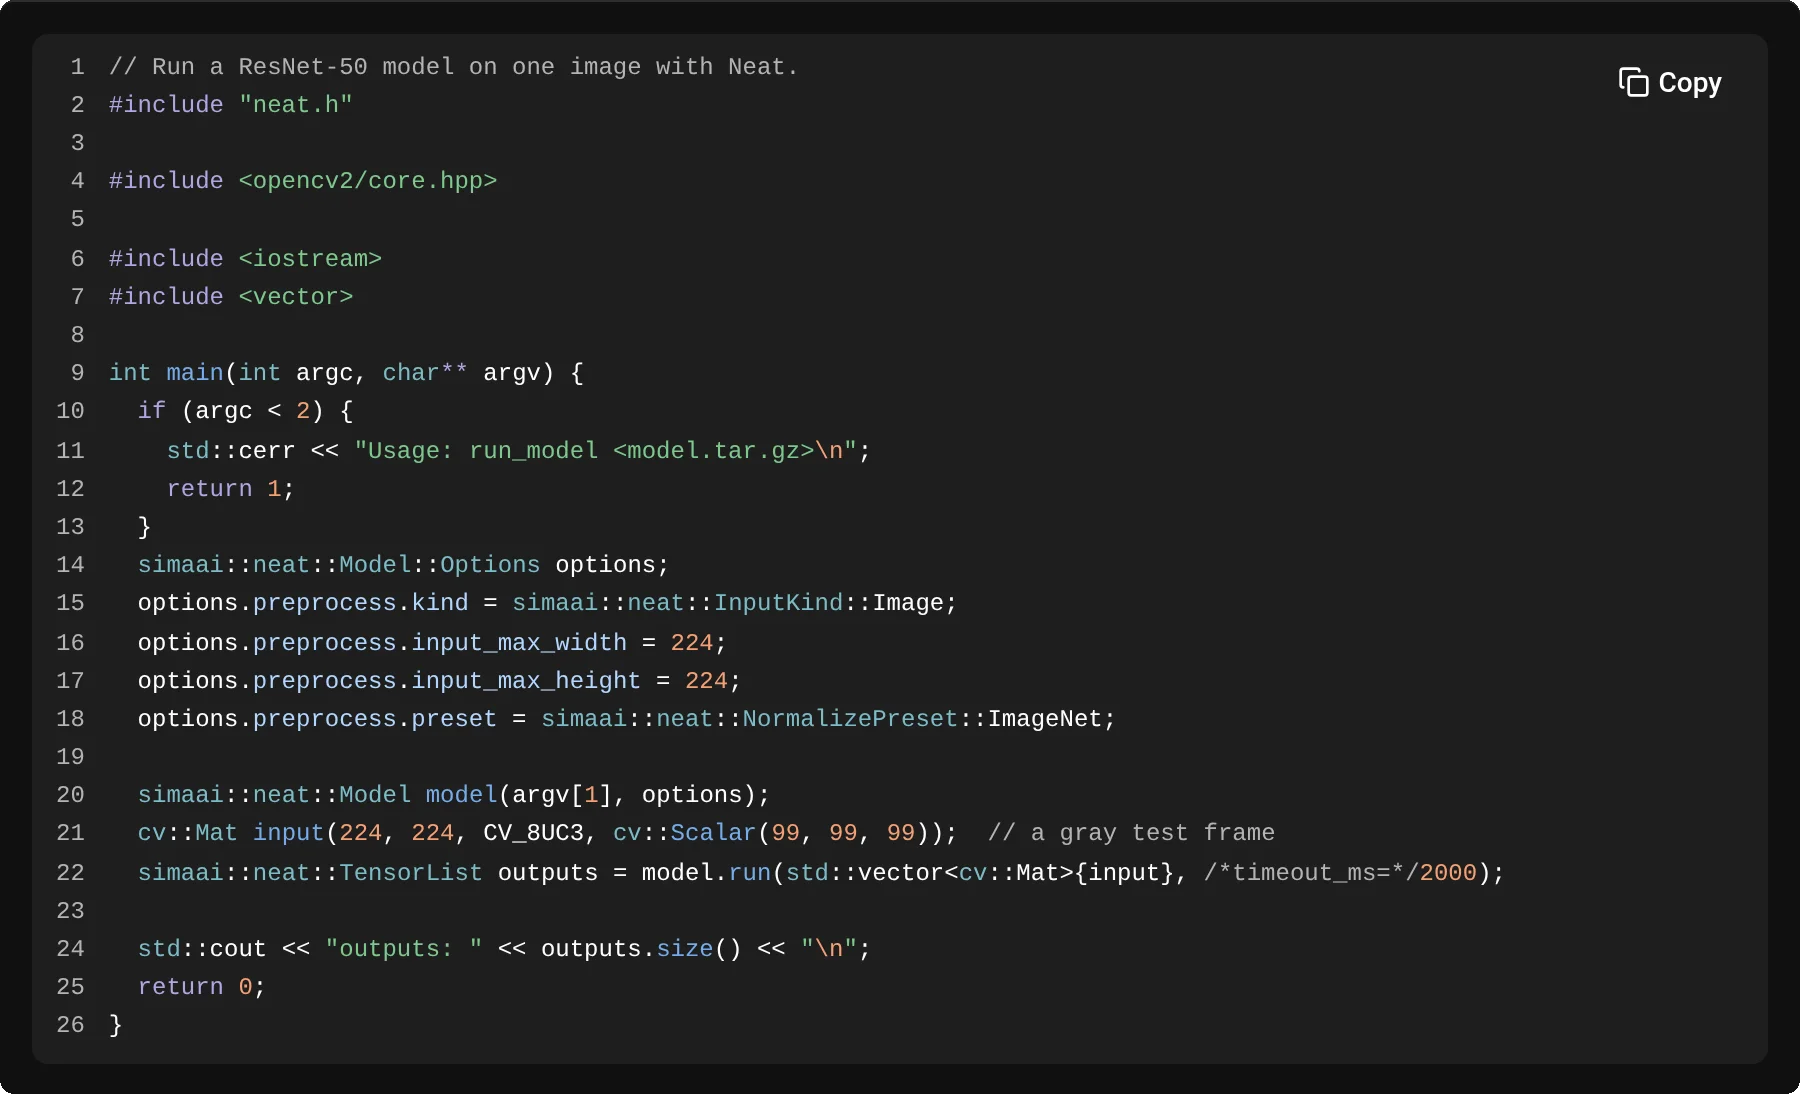 1 // Run a ResNet-50 model on one image with Neat.
Copy
2 #include "neat.h"
3
4 #include <opencv2/core.hpp>
5
6 #include <iostream>
7 #include <vector>
8
9 int main(int argc, char** argv) {
10   if (argc < 2) {
11     std::cerr << "Usage: run_model <model.tar.gz>\n";
12     return 1;
13   }
14   simaai::neat::Model::Options options;
15   options.preprocess.kind = simaai::neat::InputKind::Image;
16   options.preprocess.input_max_width = 224;
17   options.preprocess.input_max_height = 224;
18   options.preprocess.preset = simaai::neat::NormalizePreset::ImageNet;
19
20   simaai::neat::Model model(argv[1], options);
21   cv::Mat input(224, 224, CV_8UC3, cv::Scalar(99, 99, 99));  // a gray test frame
22   simaai::neat::TensorList outputs = model.run(std::vector<cv::Mat>{input}, /*timeout_ms=*/2000);
23
24   std::cout << "outputs: " << outputs.size() << "\n";
25   return 0;
26 }